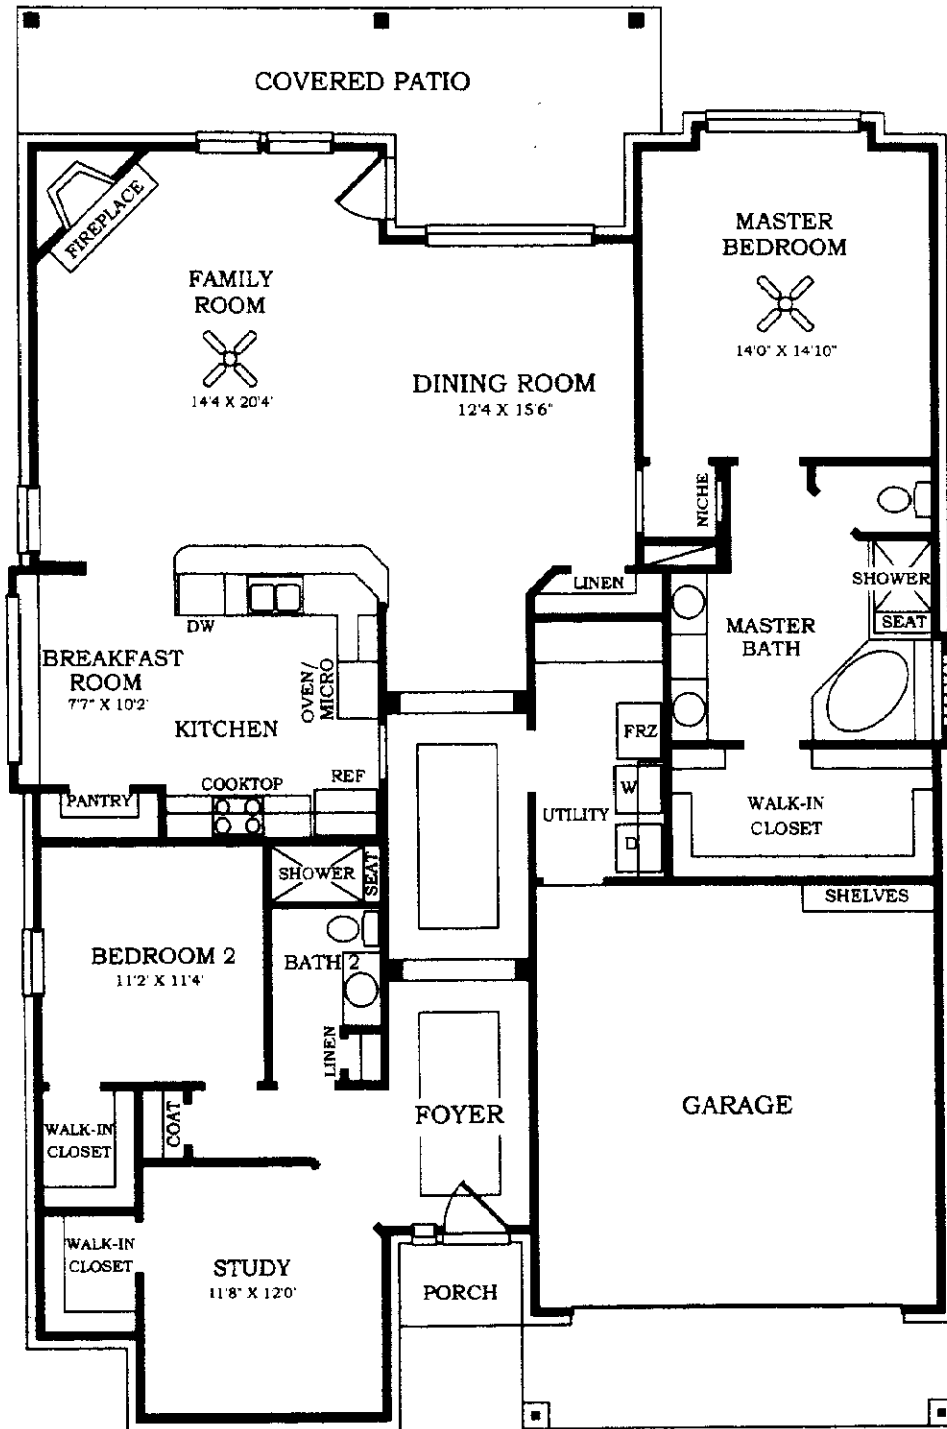 COVERED PATIO
FIREPLACE
FAMILY
ROOM
14'4 X 20'4'
DINING ROOM
12'4 X 15'6"
MASTER
BEDROOM
14'0" X 14'10"
NICHE
LINEN
SHOWER
SEAT
MASTER
BATH
DW
OVEN/
MICRO
BREAKFAST
ROOM
7'7" X 10'2'
KITCHEN
COOKTOP
REF
PANTRY
FRZ
W
D
UTILITY
WALK-IN
CLOSET
SHELVES
SHOWER
SEAT
BEDROOM 2
11'2' X 11'4'
BATH 2
LINEN
COAT
WALK-IN
CLOSET
FOYER
GARAGE
WALK-IN
CLOSET
STUDY
11'8" X 12'0'
PORCH